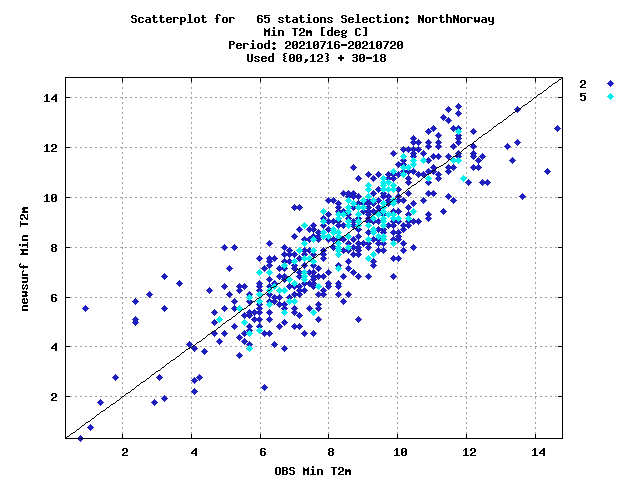 Scatterplot for   65 stations Selection: NorthNorway
Min T2m [deg C]
Period: 20210716-20210720
Used {00,12} + 30-18
2
5
14
12
10
8
6
4
2
newsurf Min T2m
2 4 6 8 10 12 14
OBS Min T2m